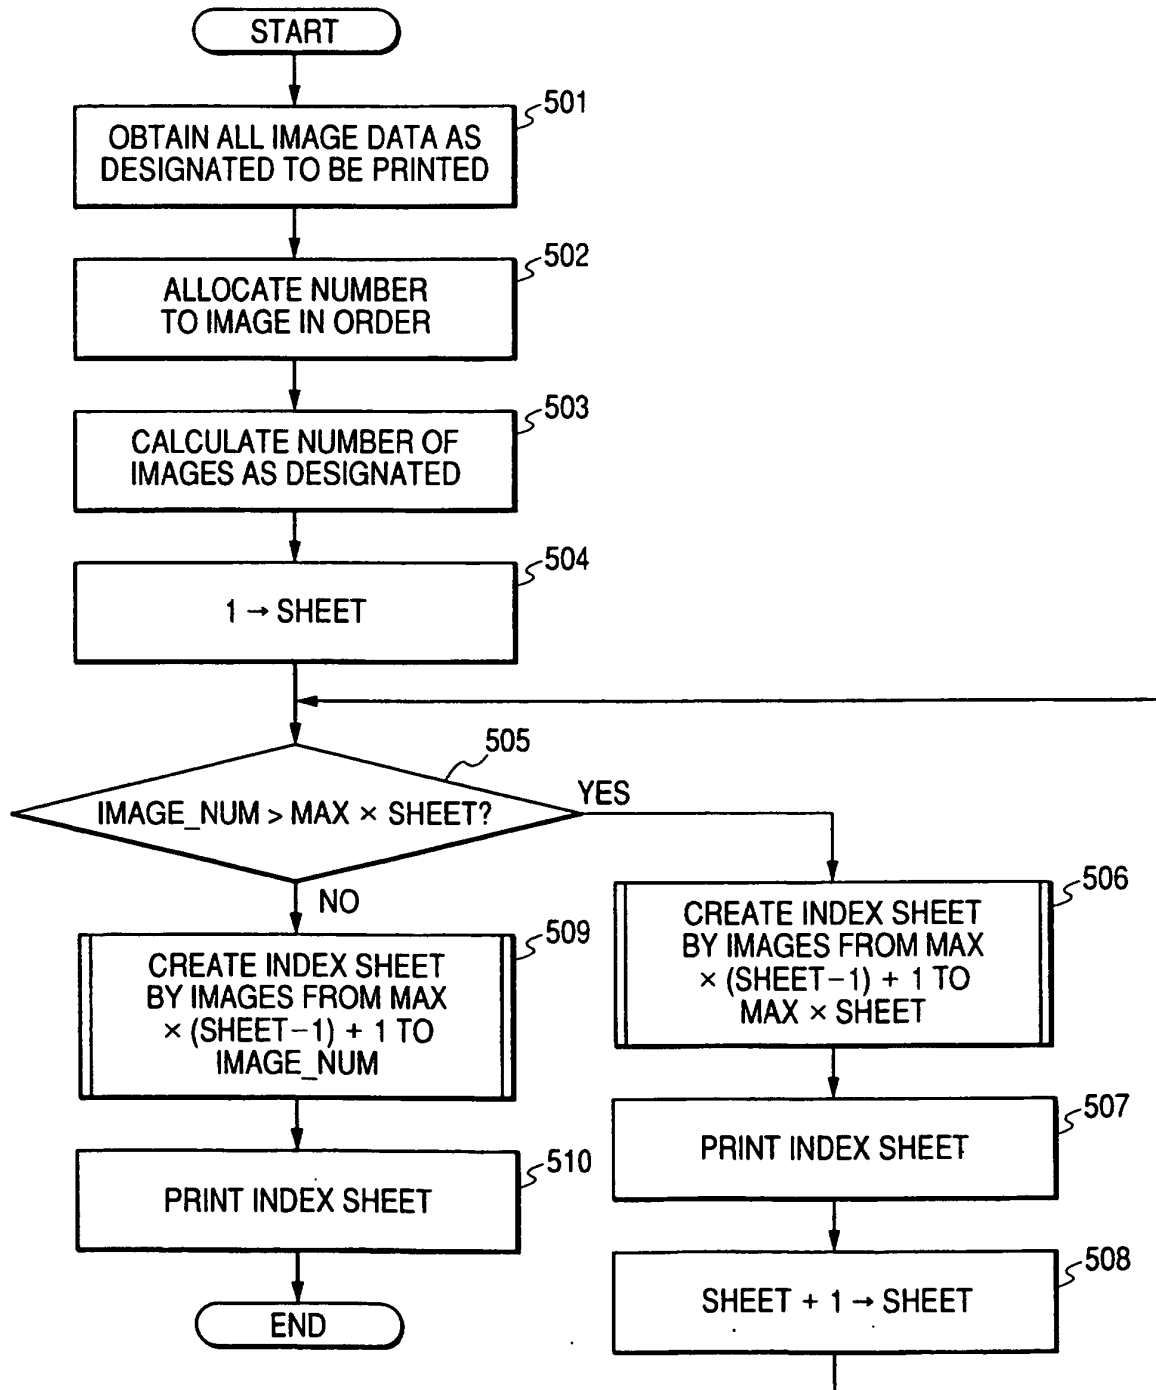 START
501
OBTAIN ALL IMAGE DATA AS
DESIGNATED TO BE PRINTED
502
ALLOCATE NUMBER
TO IMAGE IN ORDER
503
CALCULATE NUMBER OF
IMAGES AS DESIGNATED
504
1 → SHEET
505
IMAGE_NUM > MAX × SHEET?
YES
NO
506
CREATE INDEX SHEET
BY IMAGES FROM MAX
× (SHEET−1) + 1 TO
MAX × SHEET
507
PRINT INDEX SHEET
508
SHEET + 1 → SHEET
509
CREATE INDEX SHEET
BY IMAGES FROM MAX
× (SHEET−1) + 1 TO
IMAGE_NUM
510
PRINT INDEX SHEET
END